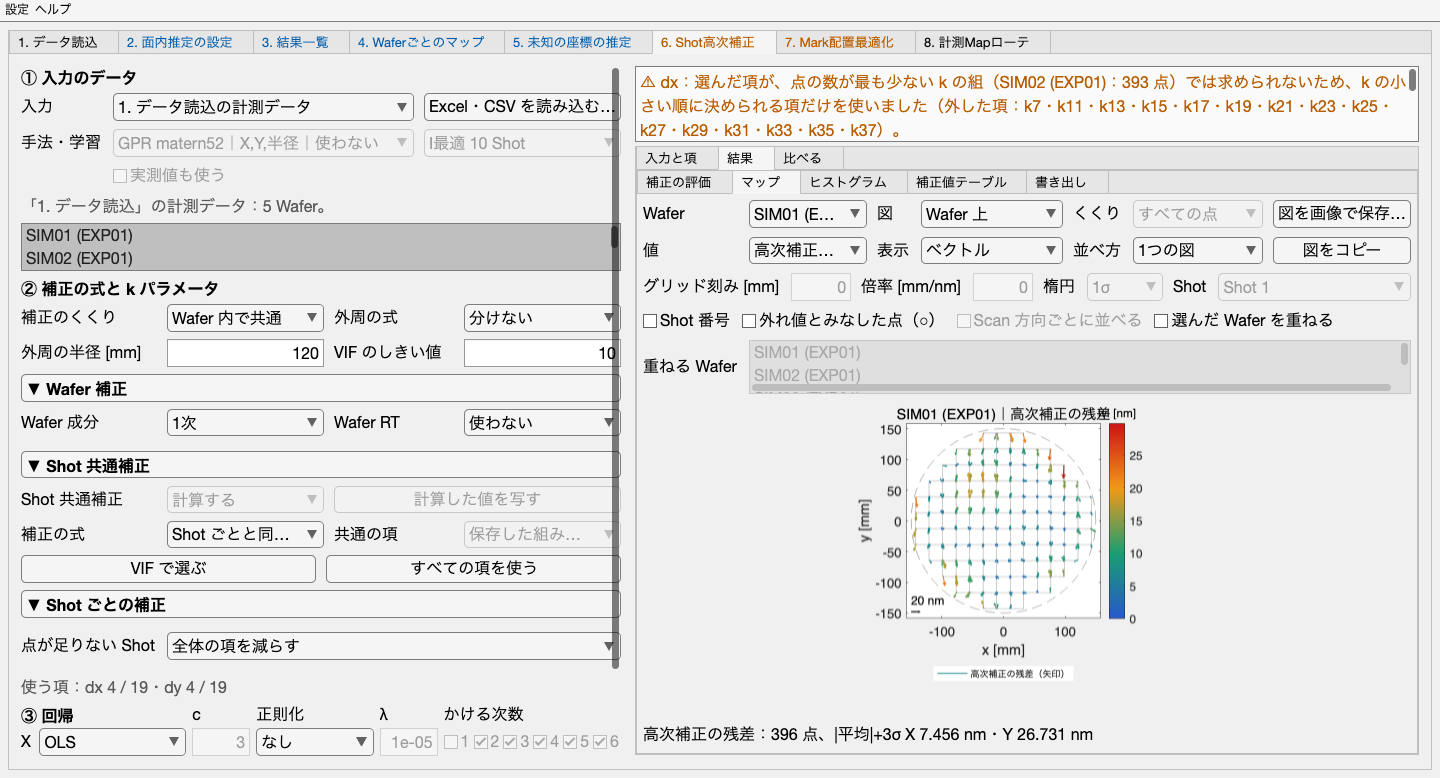 設定 ヘルプ
1. データ読込 2. 面内推定の設定 3. 結果一覧 4. Waferごとのマップ 5. 未知の座標の推定 6. Shot高次補正 7. Mark配置最適化 8. 計測Mapローテ
① 入力のデータ
入力 1. データ読込の計測データ Excel・CSV を読み込む...
手法・学習 GPR matern52｜X,Y,半径｜使わない I最適 10 Shot
実測値も使う
「1. データ読込」の計測データ：5 Wafer。
SIM01 (EXP01)
SIM02 (EXP01)
② 補正の式と k パラメータ
補正のくくり Wafer 内で共通 外周の式 分けない
外周の半径 [mm] 120 VIF のしきい値 10
▼ Wafer 補正
Wafer 成分 1次 Wafer RT 使わない
▼ Shot 共通補正
Shot 共通補正 計算する 計算した値を写す
補正の式 Shot ごとと同... 共通の項 保存した組み...
VIF で選ぶ すべての項を使う
▼ Shot ごとの補正
点が足りない Shot 全体の項を減らす
使う項：dx 4 / 19・dy 4 / 19
③ 回帰 c 正則化 λ かける次数
X OLS 3 なし 1e-05 1 2 3 4 5 6
⚠ dx：選んだ項が、点の数が最も少ない k の組（SIM02 (EXP01)：393 点）では求められないため、k の小
さい順に決められる項だけを使いました（外した項：k7・k11・k13・k15・k17・k19・k21・k23・k25・
k27・k29・k31・k33・k35・k37）。
入力と項 結果 比べる
補正の評価 マップ ヒストグラム 補正値テーブル 書き出し
Wafer SIM01 (E... 図 Wafer 上 くくり すべての点 図を画像で保存...
値 高次補正... 表示 ベクトル 並べ方 1つの図 図をコピー
グリッド刻み [mm] 0 倍率 [mm/nm] 0 楕円 1σ Shot Shot 1
Shot 番号 外れ値とみなした点（○） Scan 方向ごとに並べる 選んだ Wafer を重ねる
重ねる Wafer SIM01 (EXP01)
SIM02 (EXP01)
SIM01 (EXP01)｜高次補正の残差 [nm]
150
100
50
0
-50
-100
-150
y [mm]
20 nm
-100 0 100
x [mm]
25
20
15
10
5
0
高次補正の残差（矢印）
高次補正の残差：396 点、|平均|+3σ X 7.456 nm・Y 26.731 nm